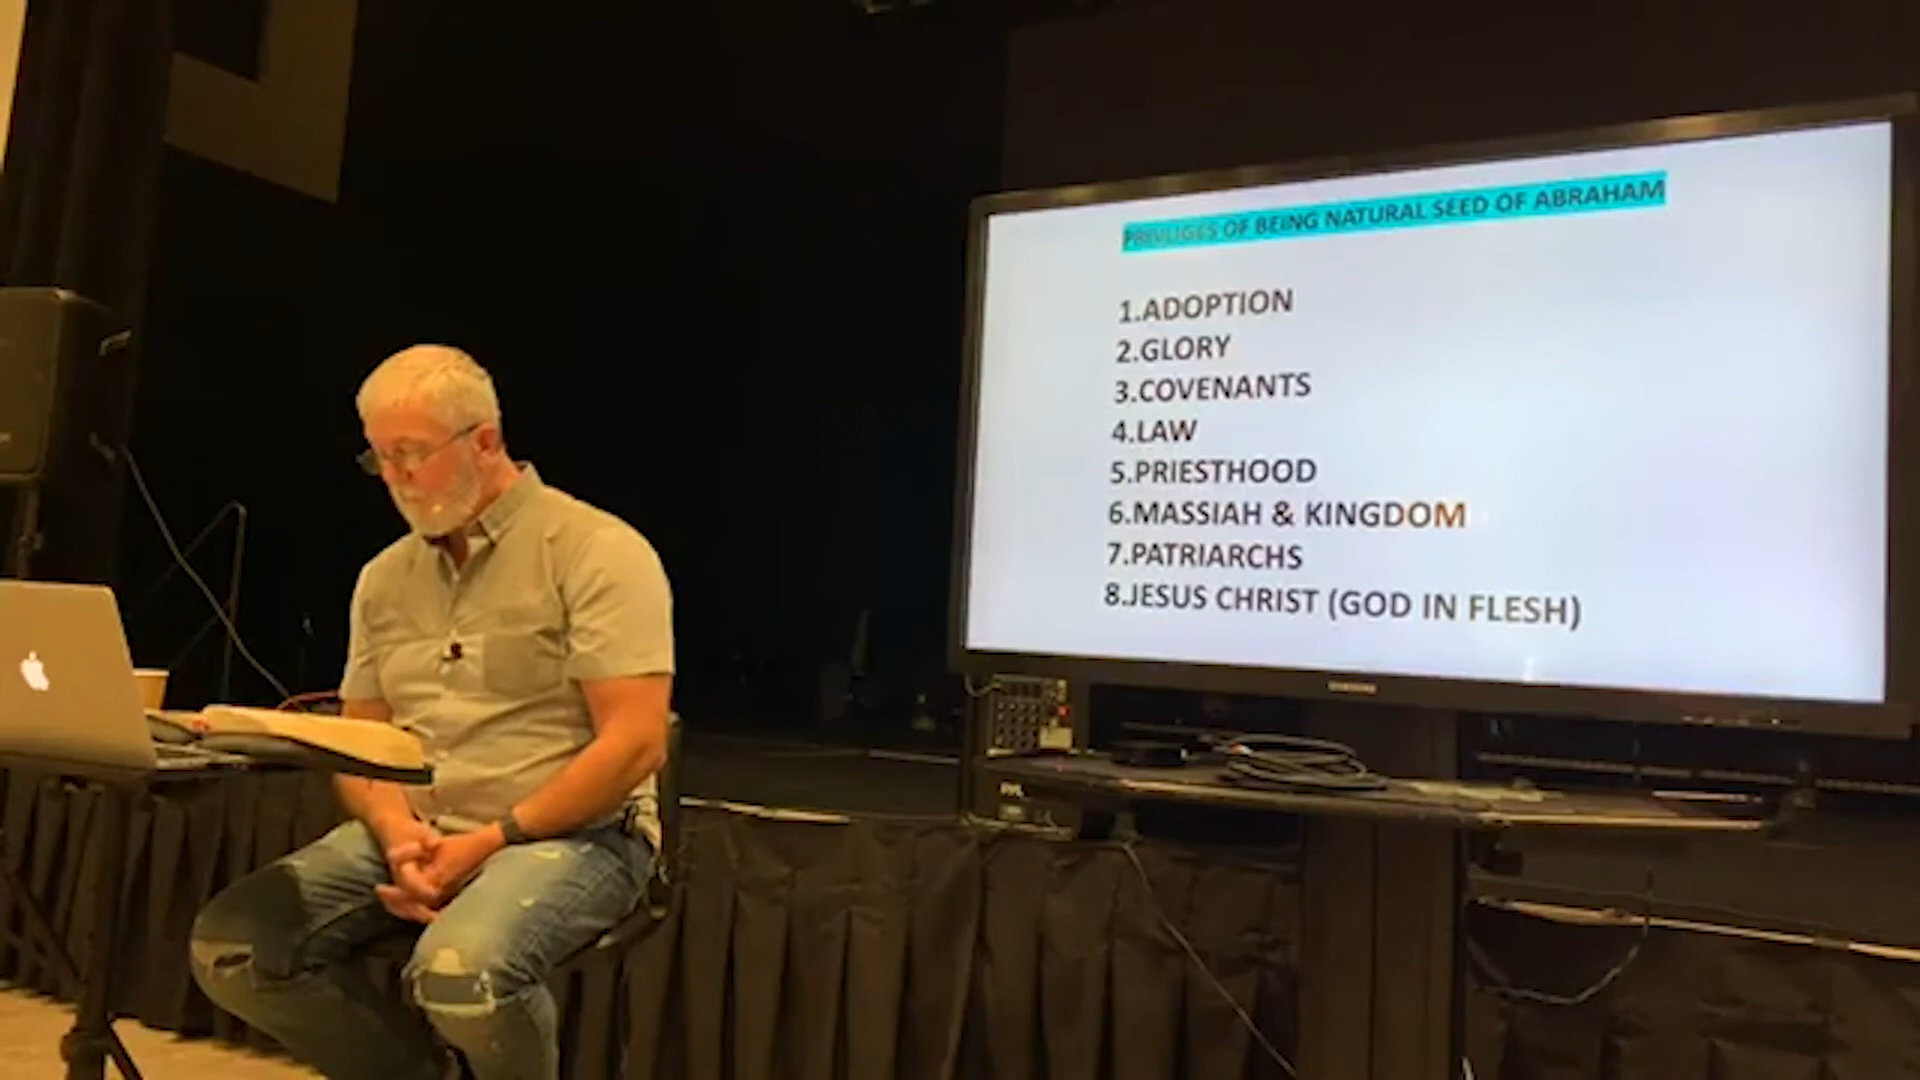 PRIVLIGES OF BEING NATURAL SEED OF ABRAHAM
1.ADOPTION
2.GLORY
3.COVENANTS
4.LAW
5.PRIESTHOOD
6.MASSIAH & KINGDOM
7.PATRIARCHS
8.JESUS CHRIST (GOD IN FLESH)
SAMSUNG